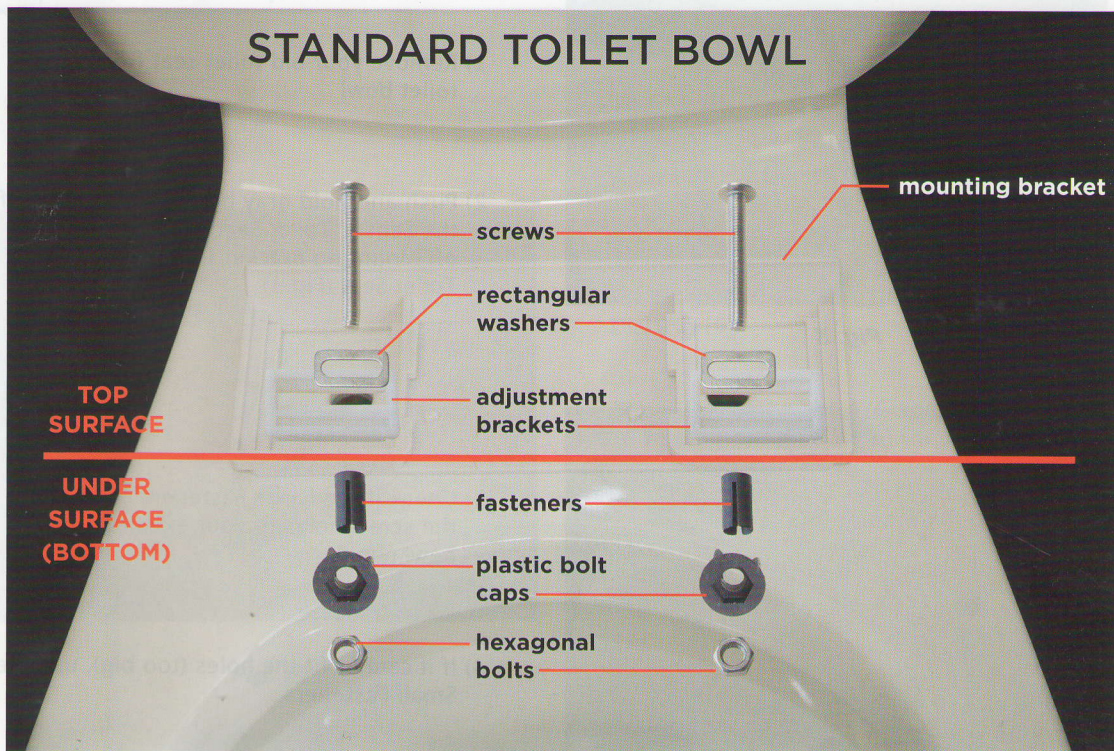 STANDARD TOILET BOWL
mounting bracket
screws
rectangular
washers
TOP
SURFACE
adjustment
brackets
UNDER
SURFACE
(BOTTOM)
fasteners
plastic bolt
caps
hexagonal
bolts